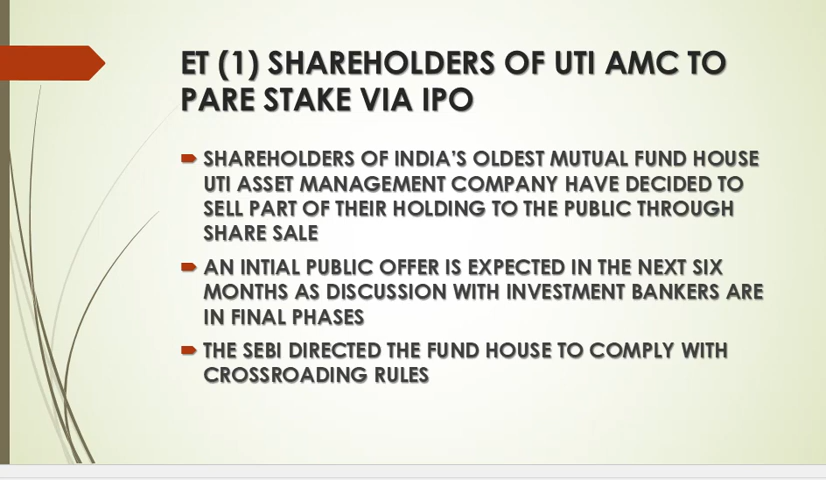 ET (1) SHAREHOLDERS OF UTI AMC TO
PARE STAKE VIA IPO
SHAREHOLDERS OF INDIA'S OLDEST MUTUAL FUND HOUSE
UTI ASSET MANAGEMENT COMPANY HAVE DECIDED TO
SELL PART OF THEIR HOLDING TO THE PUBLIC THROUGH
SHARE SALE
AN INTIAL PUBLIC OFFER IS EXPECTED IN THE NEXT SIX
MONTHS AS DISCUSSION WITH INVESTMENT BANKERS ARE
IN FINAL PHASES
THE SEBI DIRECTED THE FUND HOUSE TO COMPLY WITH
CROSSROADING RULES